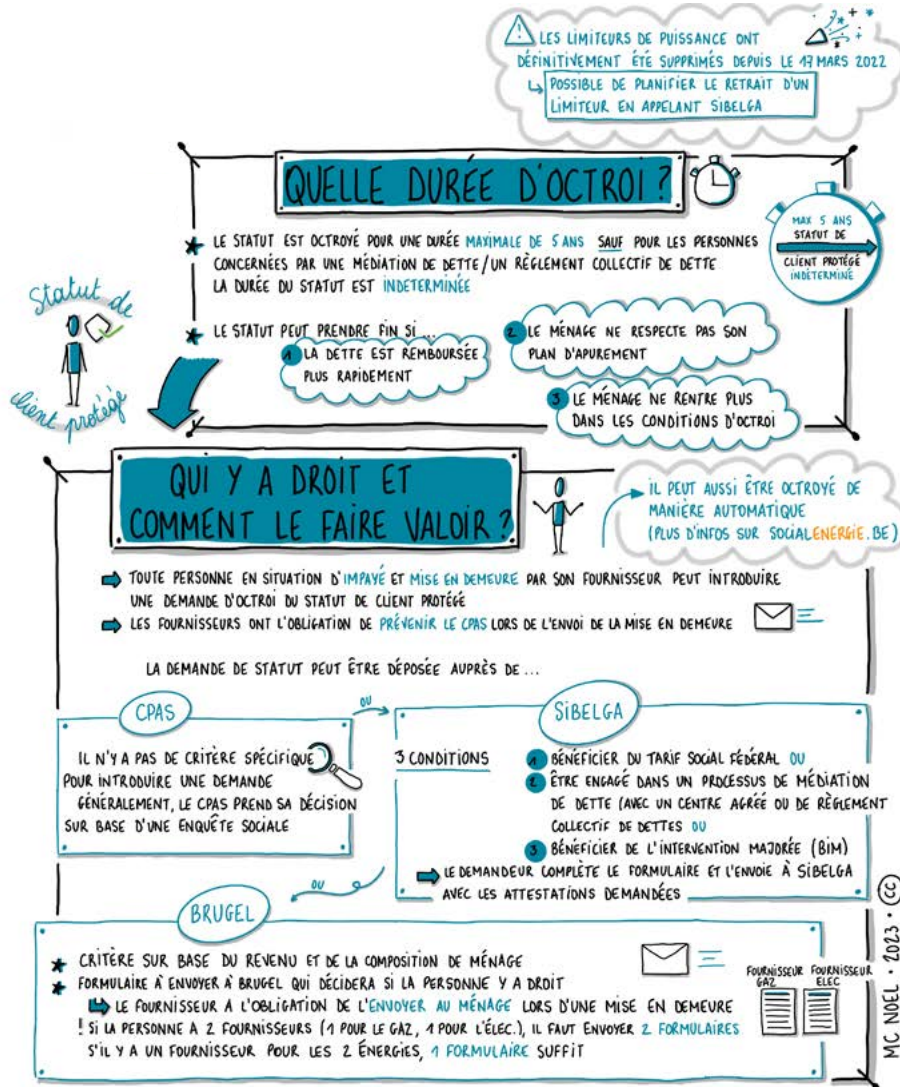 LES LIMITEURS DE PUISSANCE ONT
DÉFINITIVEMENT ÉTÉ SUPPRIMÉS DEPUIS LE 17 MARS 2022
POSSIBLE DE PLANIFIER LE RETRAIT D'UN
LIMITEUR EN APPELANT SIBELGA
QUELLE DURÉE D'OCTROI ?
LE STATUT EST OCTROYÉ POUR UNE DURÉE MAXIMALE DE 5 ANS SAUF POUR LES PERSONNES
CONCERNÉES PAR UNE MÉDIATION DE DETTE/UN RÈGLEMENT COLLECTIF DE DETTE
LA DURÉE DU STATUT EST INDETERMINÉE
MAX 5 ANS
STATUT DE
CLIENT PROTÉGÉ
INDÉTERMINÉ
Statut de
client protégé
LE STATUT PEUT PRENDRE FIN SI ...
1 LA DETTE EST REMBOURSÉE
PLUS RAPIDEMENT
2 LE MÉNAGE NE RESPECTE PAS SON
PLAN D'APUREMENT
3 LE MÉNAGE NE RENTRE PLUS
DANS LES CONDITIONS D'OCTROI
QUI Y A DROIT ET
COMMENT LE FAIRE VALOIR ?
IL PEUT AUSSI ÊTRE OCTROYÉ DE
MANIÈRE AUTOMATIQUE
(PLUS D'INFOS SUR SOCIALENERGIE.BE)
TOUTE PERSONNE EN SITUATION D'IMPAYÉ ET MISE EN DEMEURE PAR SON FOURNISSEUR PEUT INTRODUIRE
UNE DEMANDE D'OCTROI DU STATUT DE CLIENT PROTÉGÉ
LES FOURNISSEURS ONT L'OBLIGATION DE PRÉVENIR LE CPAS LORS DE L'ENVOI DE LA MISE EN DEMEURE
LA DEMANDE DE STATUT PEUT ÊTRE DÉPOSÉE AUPRÈS DE ...
CPAS
IL N'Y A PAS DE CRITÈRE SPÉCIFIQUE
POUR INTRODUIRE UNE DEMANDE
GÉNÉRALEMENT, LE CPAS PREND SA DÉCISION
SUR BASE D'UNE ENQUÊTE SOCIALE
OU
SIBELGA
3 CONDITIONS
1 BÉNÉFICIER DU TARIF SOCIAL FÉDÉRAL OU
2 ÊTRE ENGAGÉ DANS UN PROCESSUS DE MÉDIATION
DE DETTE (AVEC UN CENTRE AGRÉÉ OU DE RÈGLEMENT
COLLECTIF DE DETTES OU
3 BÉNÉFICIER DE L'INTERVENTION MAJORÉE (BIM)
LE DEMANDEUR COMPLÈTE LE FORMULAIRE ET L'ENVOIE À SIBELGA
AVEC LES ATTESTATIONS DEMANDÉES
OU
BRUGEL
CRITÈRE SUR BASE DU REVENU ET DE LA COMPOSITION DE MÉNAGE
FORMULAIRE À ENVOYER À BRUGEL QUI DÉCIDERA SI LA PERSONNE Y A DROIT
LE FOURNISSEUR A L'OBLIGATION DE L'ENVOYER AU MÉNAGE LORS D'UNE MISE EN DEMEURE
! SI LA PERSONNE A 2 FOURNISSEURS (1 POUR LE GAZ, 1 POUR L'ÉLEC.), IL FAUT ENVOYER 2 FORMULAIRES
S'IL Y A UN FOURNISSEUR POUR LES 2 ÉNERGIES, 1 FORMULAIRE SUFFIT
FOURNISSEUR GAZ
FOURNISSEUR ELEC
MC NOEL · 2023 · CC